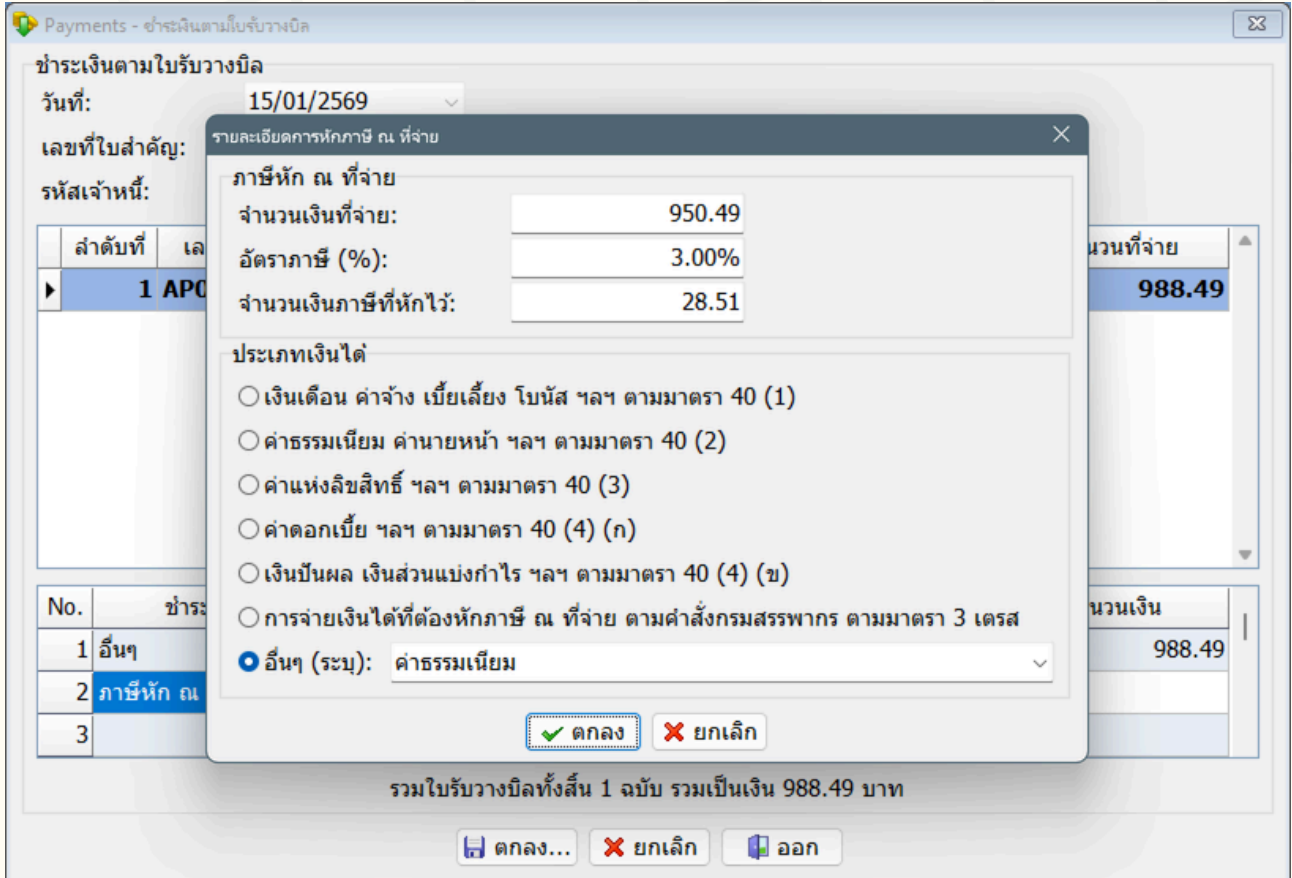 Payments - ชำระเงินตามใบรับวางบิล
ชำระเงินตามใบรับวางบิล
วันที่: 15/01/2569
เลขที่ใบสำคัญ:
รหัสเจ้าหนี้:
รายละเอียดการหักภาษี ณ ที่จ่าย
ภาษีหัก ณ ที่จ่าย
จำนวนเงินที่จ่าย: 950.49
อัตราภาษี (%): 3.00%
จำนวนเงินภาษีที่หักไว้: 28.51
ลำดับที่ เล นวนที่จ่าย
1 AP0 988.49
ประเภทเงินได้
เงินเดือน ค่าจ้าง เบี้ยเลี้ยง โบนัส ฯลฯ ตามมาตรา 40 (1)
ค่าธรรมเนียม ค่านายหน้า ฯลฯ ตามมาตรา 40 (2)
ค่าแห่งลิขสิทธิ์ ฯลฯ ตามมาตรา 40 (3)
ค่าดอกเบี้ย ฯลฯ ตามมาตรา 40 (4) (ก)
เงินปันผล เงินส่วนแบ่งกำไร ฯลฯ ตามมาตรา 40 (4) (ข)
การจ่ายเงินได้ที่ต้องหักภาษี ณ ที่จ่าย ตามคำสั่งกรมสรรพากร ตามมาตรา 3 เตรส
อื่นๆ (ระบุ): ค่าธรรมเนียม
ตกลง ยกเลิก
No. ชำระ นวนเงิน
1 อื่นๆ 988.49
2 ภาษีหัก ณ
3
รวมใบรับวางบิลทั้งสิ้น 1 ฉบับ รวมเป็นเงิน 988.49 บาท
ตกลง... ยกเลิก ออก